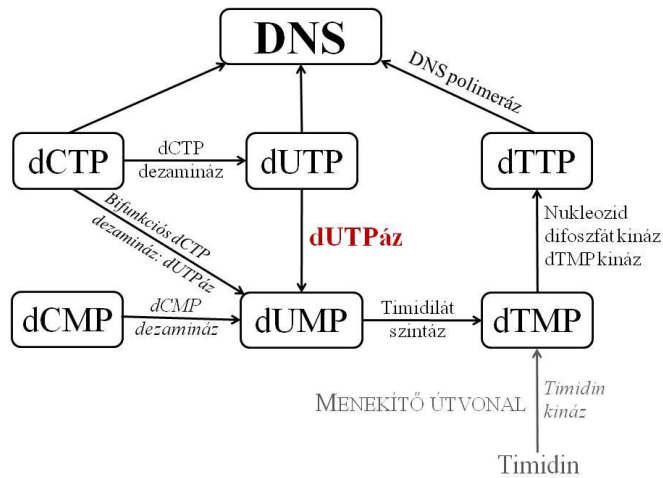 DNS
DNS polimeráz
dCTP
dCTP
dezamináz
dUTP
dTTP
Bifunkciós dCTP
dezamináz: dUTPáz
dUTPáz
Nukleozid
difoszfát kináz
dTMP kináz
dCMP
dCMP
dezamináz
dUMP
Timidilát
szintáz
dTMP
MENEKÍTŐ ÚTVONAL
Timidin
kináz
Timidin